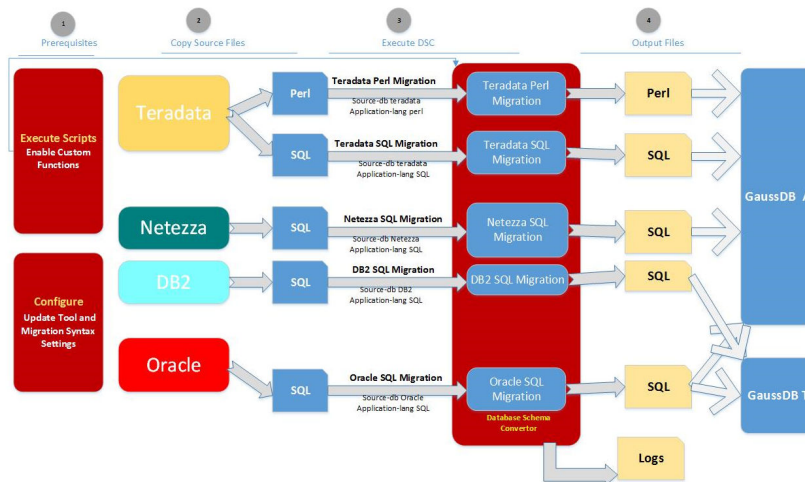 1
2
3
4
Prerequisites
Copy Source Files
Execute DSC
Output Files
Execute Scripts
Enable Custom
Functions
Configure
Update Tool and
Migration Syntax
Settings
Teradata
Netezza
DB2
Oracle
Perl
SQL
SQL
SQL
SQL
Teradata Perl Migration
Source-db teradata
Application-lang perl
Teradata SQL Migration
Source-db teradata
Application-lang SQL
Netezza SQL Migration
Source-db Netezza
Application-lang SQL
DB2 SQL Migration
Source-db DB2
Application-lang SQL
Oracle SQL Migration
Source-db Oracle
Application-lang SQL
Teradata Perl
Migration
Teradata SQL
Migration
Netezza SQL
Migration
DB2 SQL Migration
Oracle SQL
Migration
Database Schema
Convertor
Perl
SQL
SQL
SQL
SQL
Logs
GaussDB A
GaussDB T